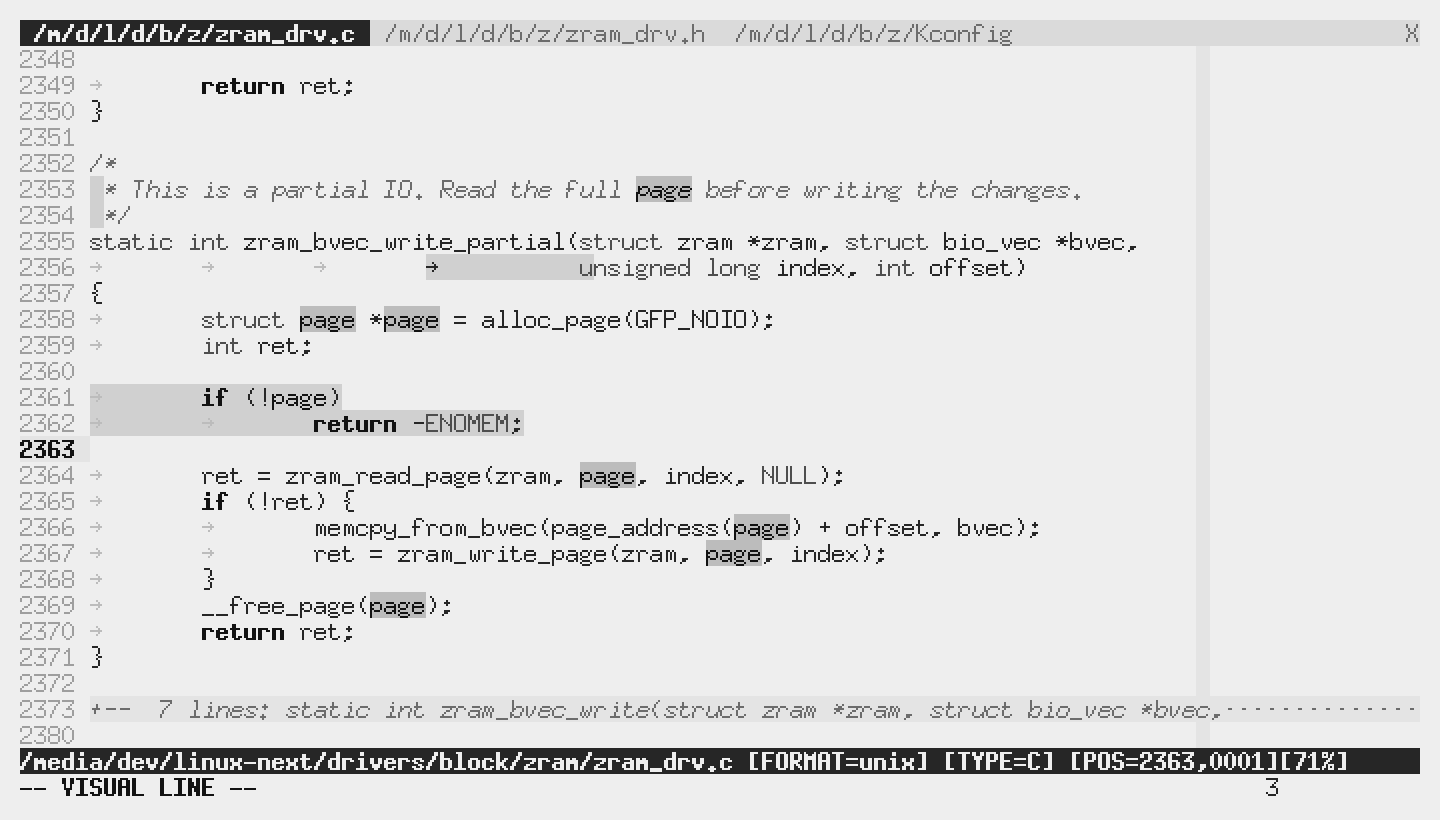 /m/d/l/d/b/z/zram_drv.c /m/d/l/d/b/z/zram_drv.h /m/d/l/d/b/z/Kconfig X
2348
2349 → return ret;
2350 }
2351
2352 /*
2353 * This is a partial IO. Read the full page before writing the changes.
2354 */
2355 static int zram_bvec_write_partial(struct zram *zram, struct bio_vec *bvec,
2356 → → → → unsigned long index, int offset)
2357 {
2358 → struct page *page = alloc_page(GFP_NOIO);
2359 → int ret;
2360
2361 → if (!page)
2362 → → return -ENOMEM;
2363
2364 → ret = zram_read_page(zram, page, index, NULL);
2365 → if (!ret) {
2366 → → memcpy_from_bvec(page_address(page) + offset, bvec);
2367 → → ret = zram_write_page(zram, page, index);
2368 → }
2369 → __free_page(page);
2370 → return ret;
2371 }
2372
2373 +-- 7 lines: static int zram_bvec_write(struct zram *zram, struct bio_vec *bvec,··············
2380
/media/dev/linux-next/drivers/block/zram/zram_drv.c [FORMAT=unix] [TYPE=C] [POS=2363,0001][71%]
-- VISUAL LINE -- 3